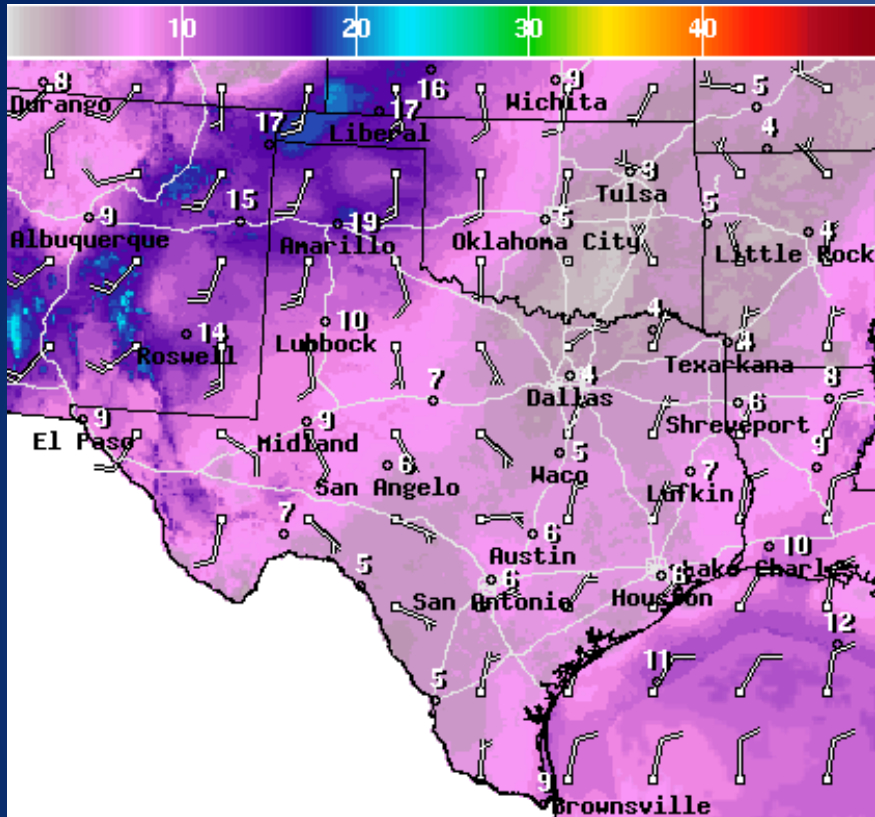 10 20 30 40
8 16 9 5
Durango 17 Wichita
17 Liberal 4
3
15 Tulsa
9 19 5 5 4
Albuquerque Amarillo Oklahoma City Little Rock
14 10 4
Roswell Lubbock 4
Texarkana
7 4 8
Dallas 6
9 9 Shreveport
El Paso Midland 5 9
6 Waco 7
San Angelo Lufkin
7 6 10
Austin
5 6 6 Lake Charles
San Antonio Houston
12
11
5
9
Brownsville